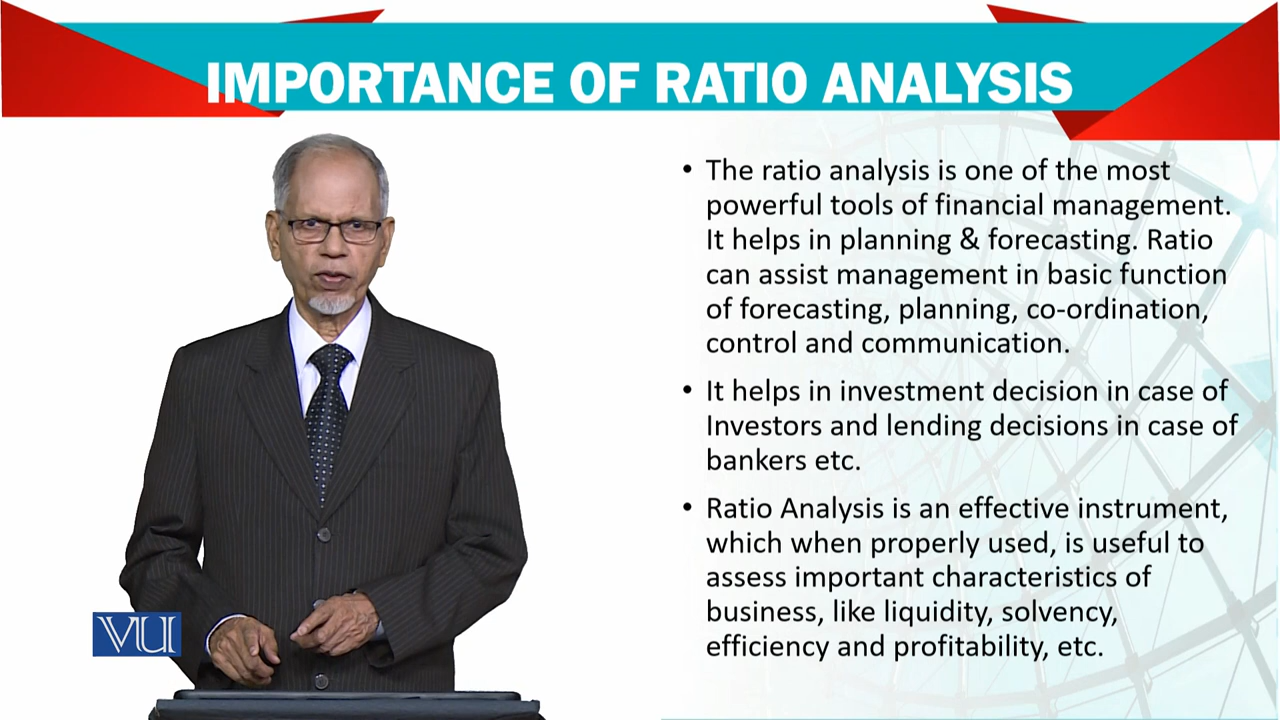 IMPORTANCE OF RATIO ANALYSIS
• The ratio analysis is one of the most
powerful tools of financial management.
It helps in planning & forecasting. Ratio
can assist management in basic function
of forecasting, planning, co-ordination,
control and communication.
• It helps in investment decision in case of
Investors and lending decisions in case of
bankers etc.
• Ratio Analysis is an effective instrument,
which when properly used, is useful to
assess important characteristics of
business, like liquidity, solvency,
efficiency and profitability, etc.
VU